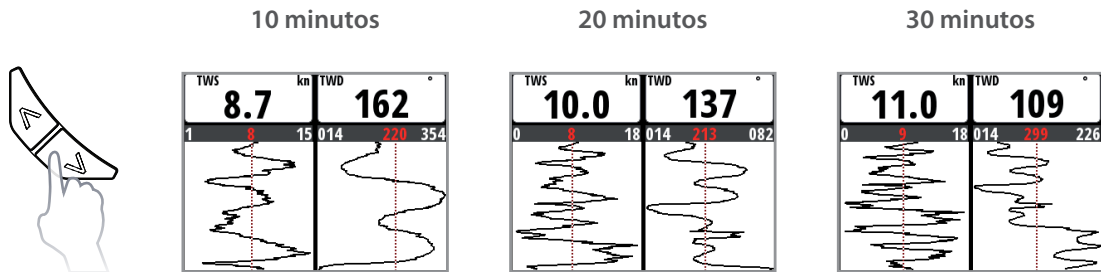 10 minutos 20 minutos 30 minutos
TWS kn TWD ° TWS kn TWD ° TWS kn TWD °
8.7 162 10.0 137 11.0 109
1 8 15 014 220 354 0 8 18 014 213 082 0 9 18 014 299 226